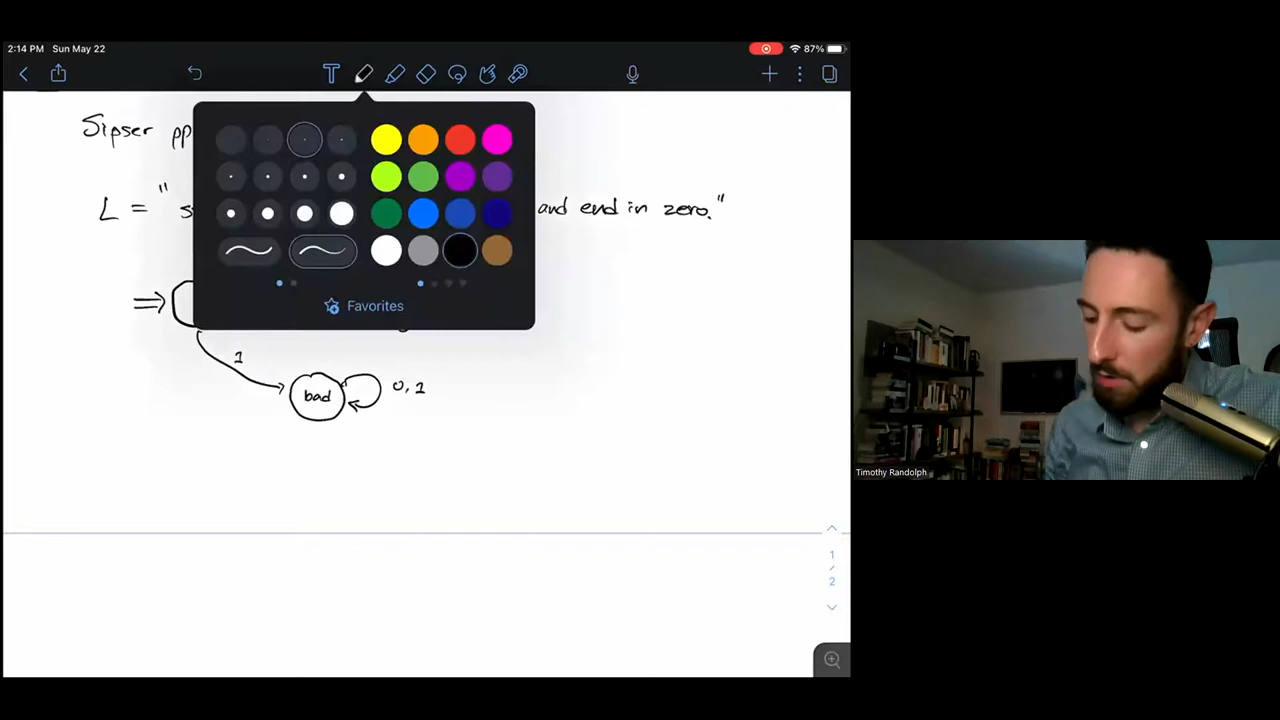 2:14 PM Sun May 22
87%
Sipser pp
L = " s
and end in zero."
Favorites
1
bad
0, 1
1
2
Timothy Randolph